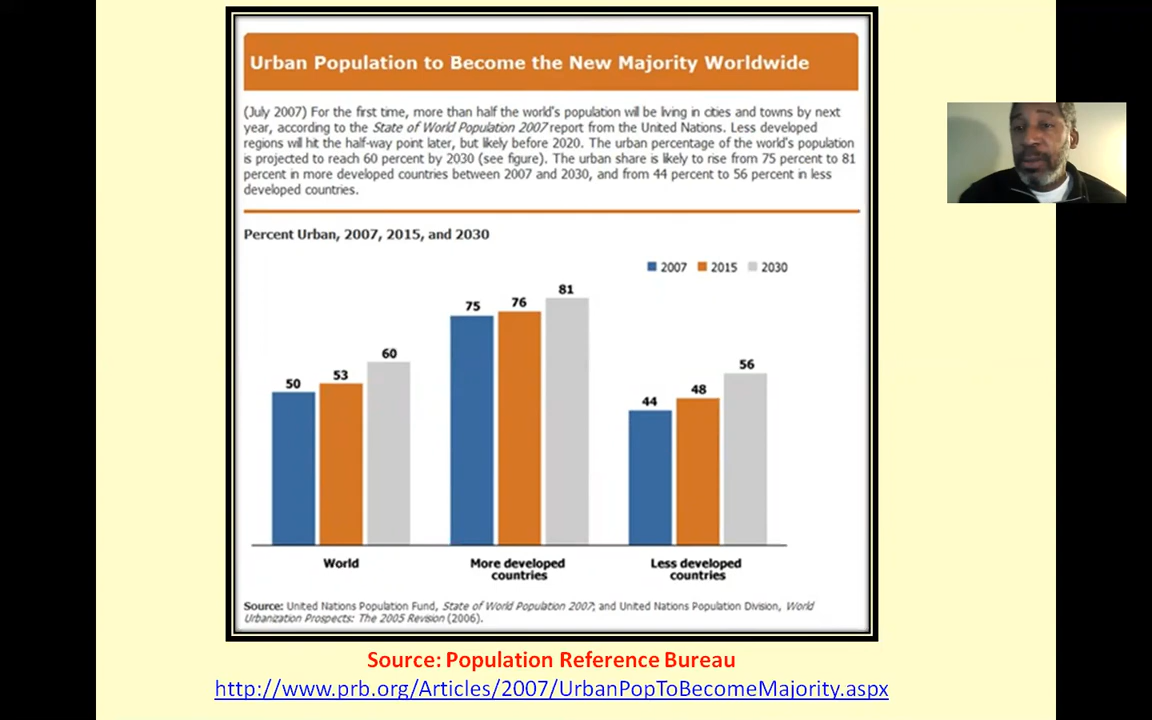 Urban Population to Become the New Majority Worldwide
(July 2007) For the first time, more than half the world's population will be living in cities and towns by next
year, according to the State of World Population 2007 report from the United Nations. Less developed
regions will hit the half-way point later, but likely before 2020. The urban percentage of the world's population
is projected to reach 60 percent by 2030 (see figure). The urban share is likely to rise from 75 percent to 81
percent in more developed countries between 2007 and 2030, and from 44 percent to 56 percent in less
developed countries.
Percent Urban, 2007, 2015, and 2030
2007 2015 2030
50 53 60
75 76 81
44 48 56
World
More developed
countries
Less developed
countries
Source: United Nations Population Fund, State of World Population 2007; and United Nations Population Division, World
Urbanization Prospects: The 2005 Revision (2006).
Source: Population Reference Bureau
http://www.prb.org/Articles/2007/UrbanPopToBecomeMajority.aspx